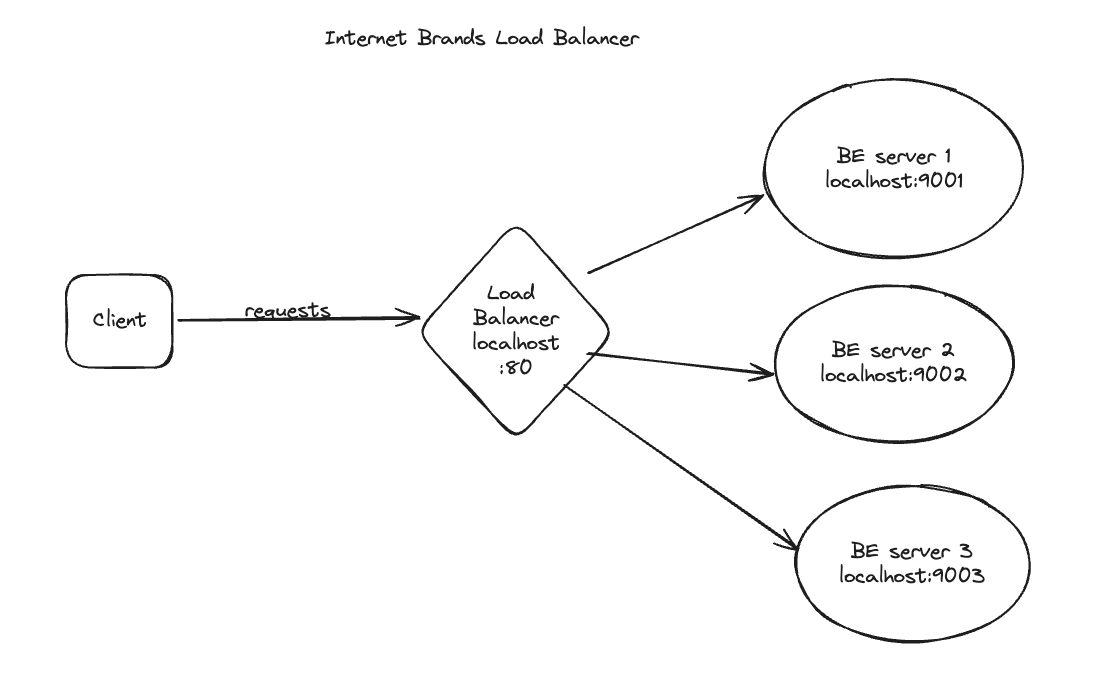 Internet Brands Load Balancer
BE server 1
localhost:9001
Client
requests
Load
Balancer
localhost
:80
BE server 2
localhost:9002
BE server 3
localhost:9003